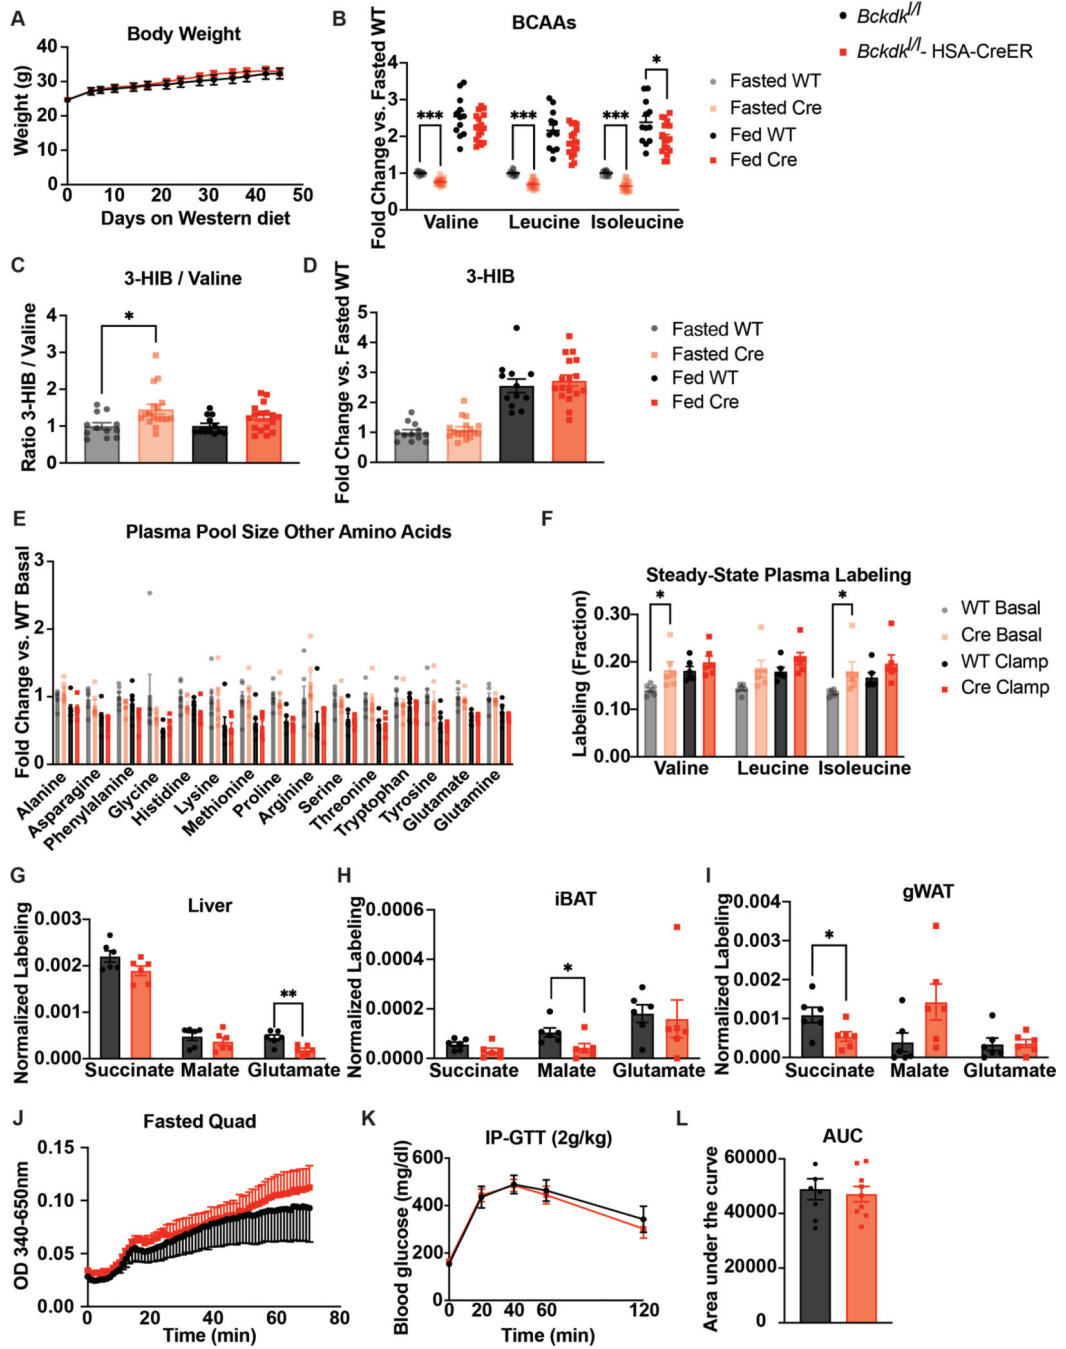 A
Body Weight
Weight (g)
40
30
20
10
0
0 10 20 30 40 50
Days on Western diet
B
BCAAs
Fold Change vs. Fasted WT
4
3
2
1
0
***
***
***
*
Valine Leucine Isoleucine
Fasted WT
Fasted Cre
Fed WT
Fed Cre
Bckdk^l/l
Bckdk^l/l- HSA-CreER
C
3-HIB / Valine
Ratio 3-HIB / Valine
4
3
2
1
0
*
D
3-HIB
Fold Change vs. Fasted WT
5
4
3
2
1
0
Fasted WT
Fasted Cre
Fed WT
Fed Cre
E
Plasma Pool Size Other Amino Acids
Fold Change vs. WT Basal
3
2
1
0
Alanine
Asparagine
Phenylalanine
Glycine
Histidine
Lysine
Methionine
Proline
Arginine
Serine
Threonine
Tryptophan
Tyrosine
Glutamate
Glutamine
F
Steady-State Plasma Labeling
Labeling (Fraction)
0.30
0.20
0.10
0.00
*
*
Valine Leucine Isoleucine
WT Basal
Cre Basal
WT Clamp
Cre Clamp
G
Liver
Normalized Labeling
0.003
0.002
0.001
0.000
**
Succinate Malate Glutamate
H
iBAT
Normalized Labeling
0.0006
0.0004
0.0002
0.0000
*
Succinate Malate Glutamate
I
gWAT
Normalized Labeling
0.004
0.003
0.002
0.001
0.000
*
Succinate Malate Glutamate
J
Fasted Quad
OD 340-650nm
0.15
0.10
0.05
0.00
0 20 40 60 80
Time (min)
K
IP-GTT (2g/kg)
Blood glucose (mg/dl)
600
400
200
0
0 20 40 60 120
Time (min)
L
AUC
Area under the curve
60000
40000
20000
0